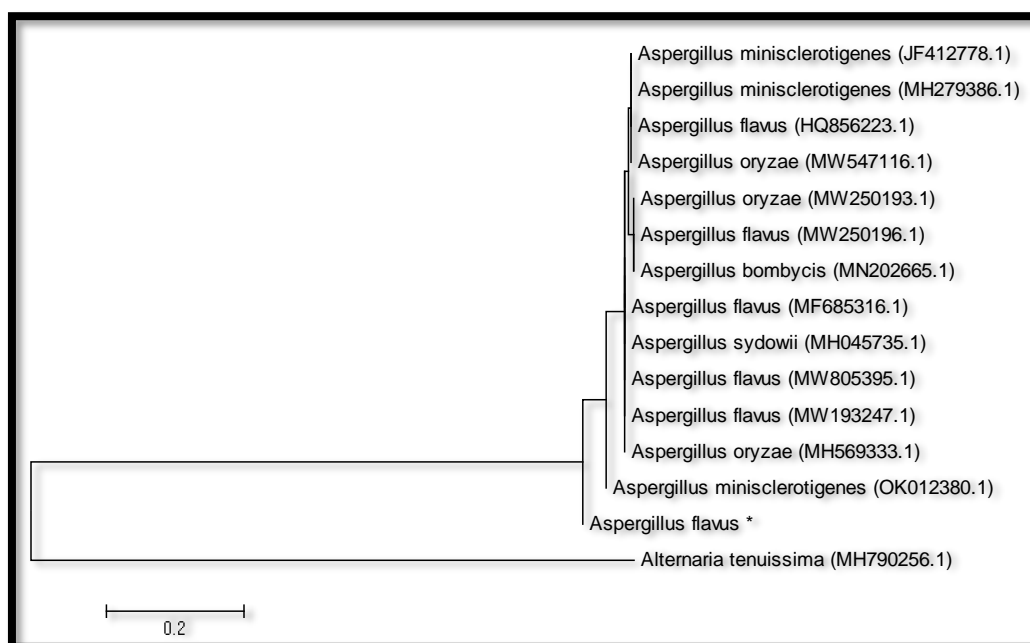 Aspergillus minisclerotigenes (JF412778.1)
Aspergillus minisclerotigenes (MH279386.1)
Aspergillus flavus (HQ856223.1)
Aspergillus oryzae (MW547116.1)
Aspergillus oryzae (MW250193.1)
Aspergillus flavus (MW250196.1)
Aspergillus bombycis (MN202665.1)
Aspergillus flavus (MF685316.1)
Aspergillus sydowii (MH045735.1)
Aspergillus flavus (MW805395.1)
Aspergillus flavus (MW193247.1)
Aspergillus oryzae (MH569333.1)
Aspergillus minisclerotigenes (OK012380.1)
Aspergillus flavus *
Alternaria tenuissima (MH790256.1)
0.2